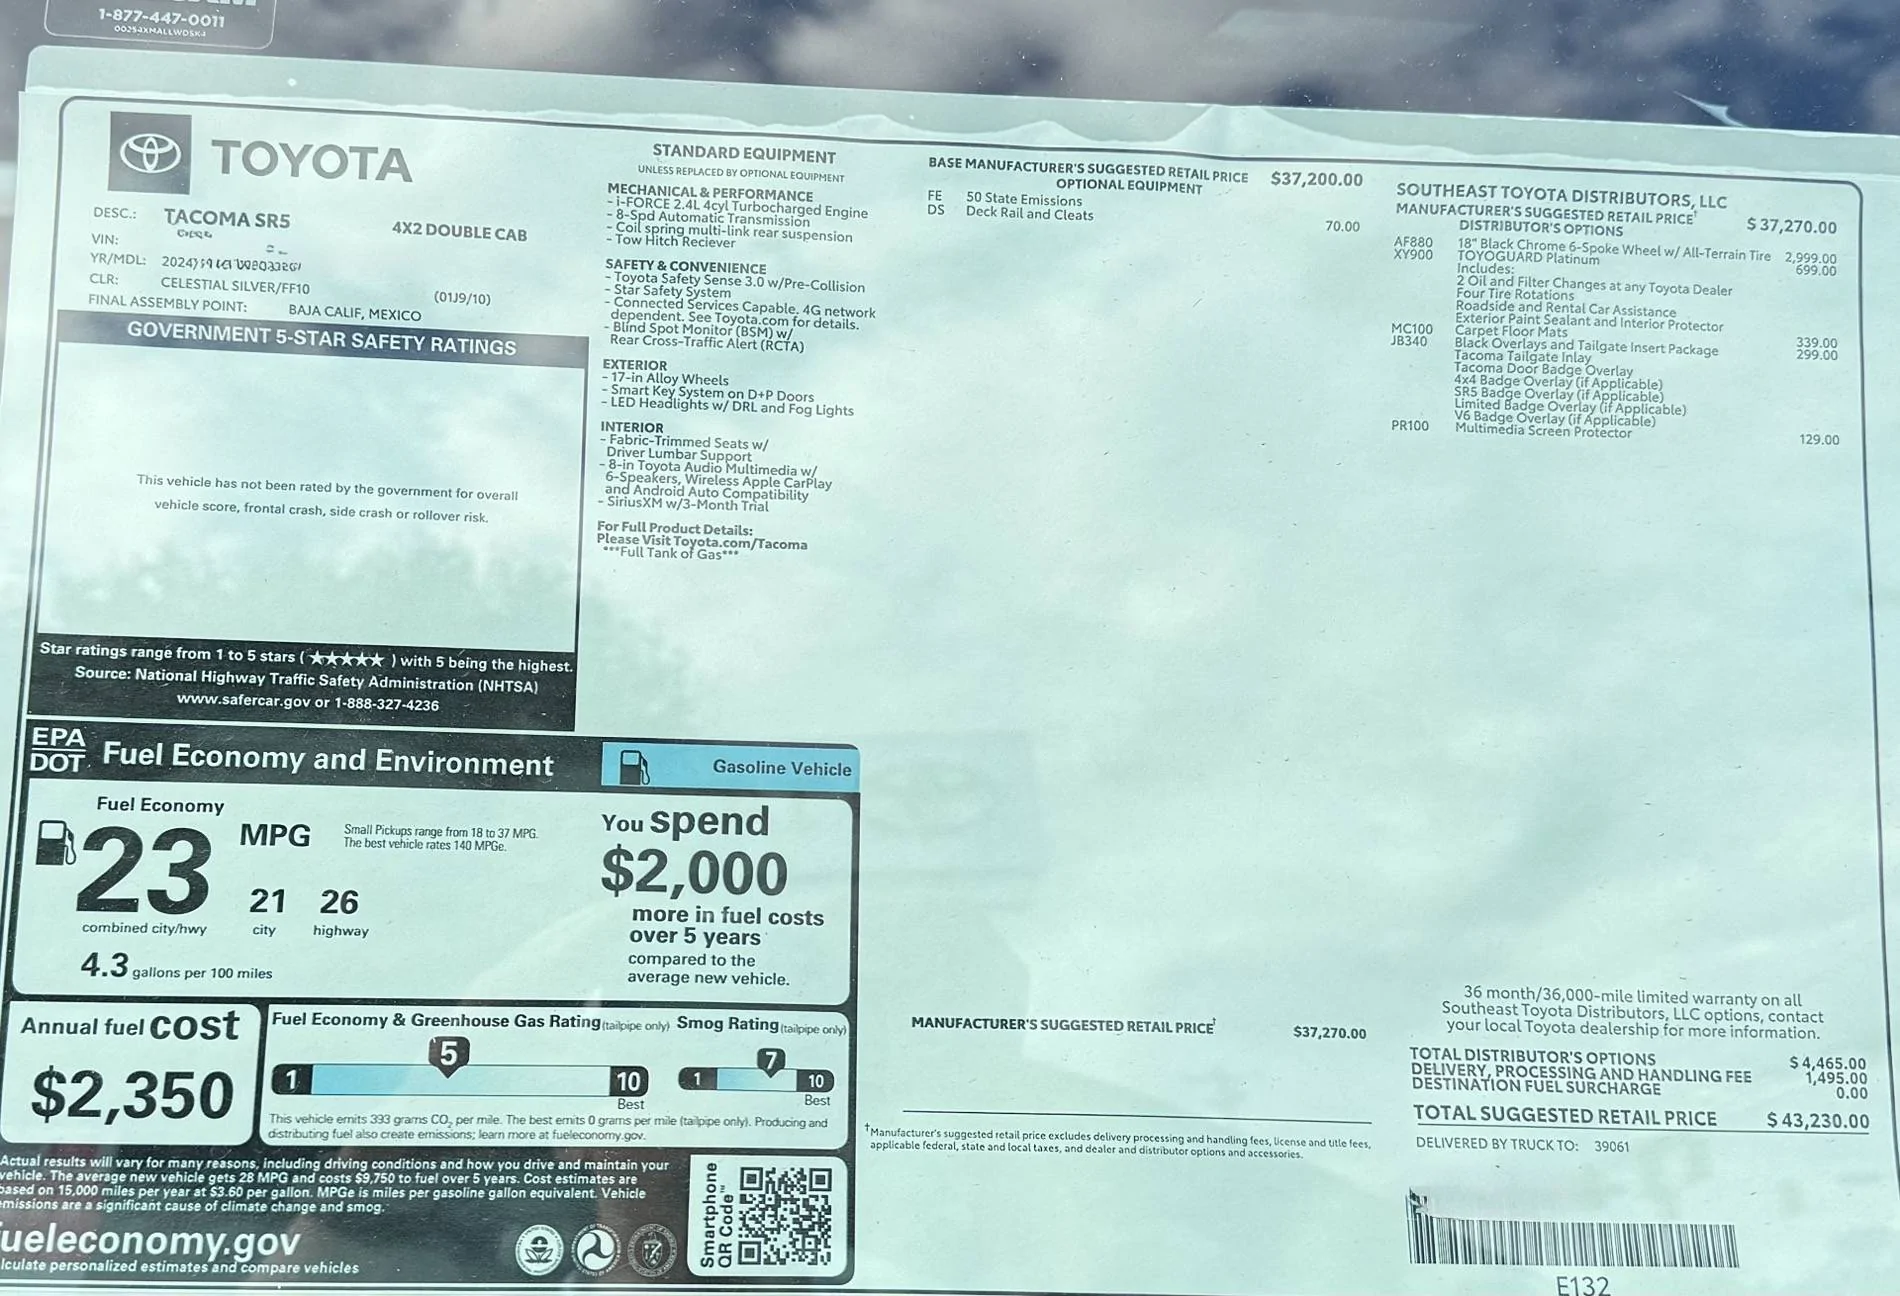 1-877-447-0011
TOYOTA
DESC.: TACOMA SR5 4X2 DOUBLE CAB
VIN:
YR/MDL: 2024
CLR: CELESTIAL SILVER/FF10 (01J9/10)
FINAL ASSEMBLY POINT: BAJA CALIF, MEXICO
GOVERNMENT 5-STAR SAFETY RATINGS
This vehicle has not been rated by the government for overall
vehicle score, frontal crash, side crash or rollover risk.
Star ratings range from 1 to 5 stars (★★★★★) with 5 being the highest.
Source: National Highway Traffic Safety Administration (NHTSA)
www.safercar.gov or 1-888-327-4236
STANDARD EQUIPMENT
UNLESS REPLACED BY OPTIONAL EQUIPMENT
MECHANICAL & PERFORMANCE
- i-FORCE 2.4L 4cyl Turbocharged Engine
- 8-Spd Automatic Transmission
- Coil spring multi-link rear suspension
- Tow Hitch Reciever
SAFETY & CONVENIENCE
- Toyota Safety Sense 3.0 w/Pre-Collision
- Star Safety System
- Connected Services Capable. 4G network
dependent. See Toyota.com for details.
- Blind Spot Monitor (BSM) w/
Rear Cross-Traffic Alert (RCTA)
EXTERIOR
- 17-in Alloy Wheels
- Smart Key System on D+P Doors
- LED Headlights w/ DRL and Fog Lights
INTERIOR
- Fabric-Trimmed Seats w/
Driver Lumbar Support
- 8-in Toyota Audio Multimedia w/
6-Speakers, Wireless Apple CarPlay
and Android Auto Compatibility
- SiriusXM w/3-Month Trial
For Full Product Details:
Please Visit Toyota.com/Tacoma
***Full Tank of Gas***
BASE MANUFACTURER'S SUGGESTED RETAIL PRICE $37,200.00
OPTIONAL EQUIPMENT
FE 50 State Emissions
DS Deck Rail and Cleats 70.00
MANUFACTURER'S SUGGESTED RETAIL PRICE† $37,270.00
†Manufacturer's suggested retail price excludes delivery processing and handling fees, license and title fees,
applicable federal, state and local taxes, and dealer and distributor options and accessories.
SOUTHEAST TOYOTA DISTRIBUTORS, LLC
MANUFACTURER'S SUGGESTED RETAIL PRICE† $ 37,270.00
DISTRIBUTOR'S OPTIONS
AF880 18" Black Chrome 6-Spoke Wheel w/ All-Terrain Tire 2,999.00
XY900 TOYOGUARD Platinum 699.00
Includes:
2 Oil and Filter Changes at any Toyota Dealer
Four Tire Rotations
Roadside and Rental Car Assistance
Exterior Paint Sealant and Interior Protector
MC100 Carpet Floor Mats 339.00
JB340 Black Overlays and Tailgate Insert Package 299.00
Tacoma Tailgate Inlay
Tacoma Door Badge Overlay
4x4 Badge Overlay (if Applicable)
SR5 Badge Overlay (if Applicable)
Limited Badge Overlay (if Applicable)
V6 Badge Overlay (if Applicable)
PR100 Multimedia Screen Protector 129.00
36 month/36,000-mile limited warranty on all
Southeast Toyota Distributors, LLC options, contact
your local Toyota dealership for more information.
TOTAL DISTRIBUTOR'S OPTIONS $ 4,465.00
DELIVERY, PROCESSING AND HANDLING FEE 1,495.00
DESTINATION FUEL SURCHARGE 0.00
TOTAL SUGGESTED RETAIL PRICE $ 43,230.00
DELIVERED BY TRUCK TO: 39061
E132
EPA
DOT
Fuel Economy and Environment
Gasoline Vehicle
Fuel Economy
23 MPG
combined city/hwy
21 city
26 highway
4.3 gallons per 100 miles
Small Pickups range from 18 to 37 MPG.
The best vehicle rates 140 MPGe.
You spend
$2,000
more in fuel costs
over 5 years
compared to the
average new vehicle.
Annual fuel cost
$2,350
Fuel Economy & Greenhouse Gas Rating (tailpipe only)
5
1 10
Best
Smog Rating (tailpipe only)
7
1 10
Best
This vehicle emits 393 grams CO2 per mile. The best emits 0 grams per mile (tailpipe only). Producing and
distributing fuel also create emissions; learn more at fueleconomy.gov.
Actual results will vary for many reasons, including driving conditions and how you drive and maintain your
vehicle. The average new vehicle gets 28 MPG and costs $9,750 to fuel over 5 years. Cost estimates are
based on 15,000 miles per year at $3.60 per gallon. MPGe is miles per gasoline gallon equivalent. Vehicle
emissions are a significant cause of climate change and smog.
fueleconomy.gov
lculate personalized estimates and compare vehicles
Smartphone
QR Code™